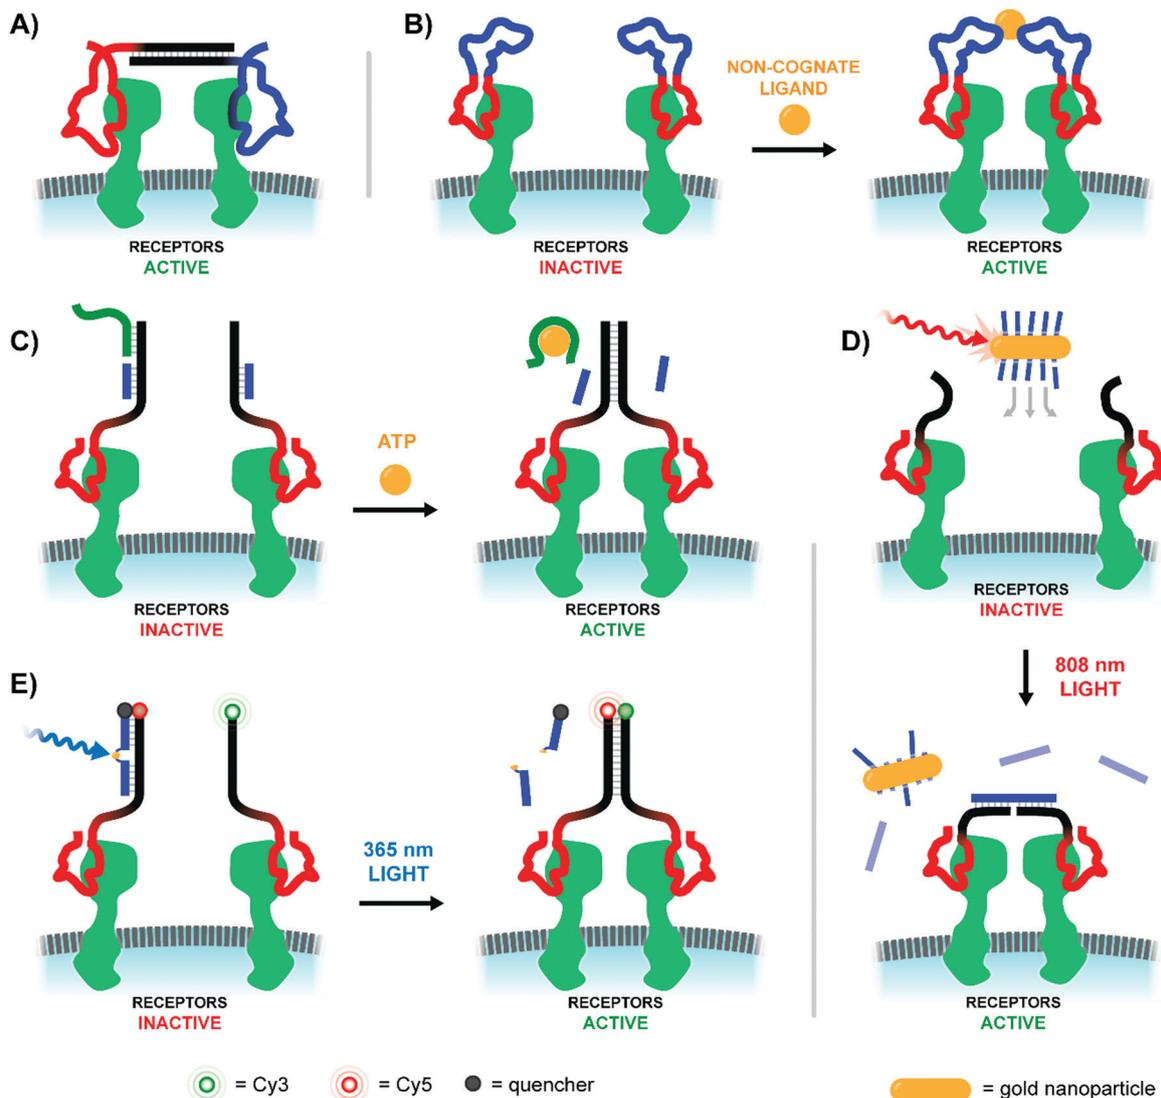 A)
RECEPTORS
ACTIVE
B)
RECEPTORS
INACTIVE
NON-COGNATE
LIGAND
RECEPTORS
ACTIVE
C)
RECEPTORS
INACTIVE
ATP
RECEPTORS
ACTIVE
D)
RECEPTORS
INACTIVE
808 nm
LIGHT
RECEPTORS
ACTIVE
E)
RECEPTORS
INACTIVE
365 nm
LIGHT
RECEPTORS
ACTIVE
= Cy3
= Cy5
= quencher
= gold nanoparticle